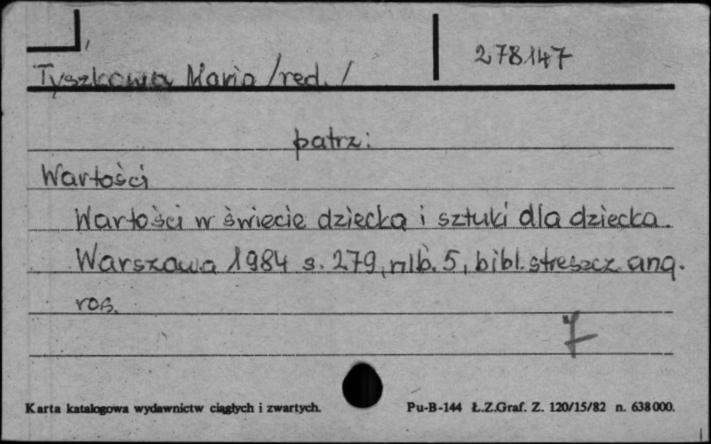 278147
Tyszkowa Maria /red./
patrz:
Wartości
Wartości w świecie dziecka i sztuki dla dziecka.
Warszawa 1984 s. 279, nlb. 5, bibl. streszcz. ang.
ros.
7
Karta katalogowa wydawnictw ciągłych i zwartych. Pu-B-144 Ł.Z.Graf. Z. 120/15/82 n. 638000.